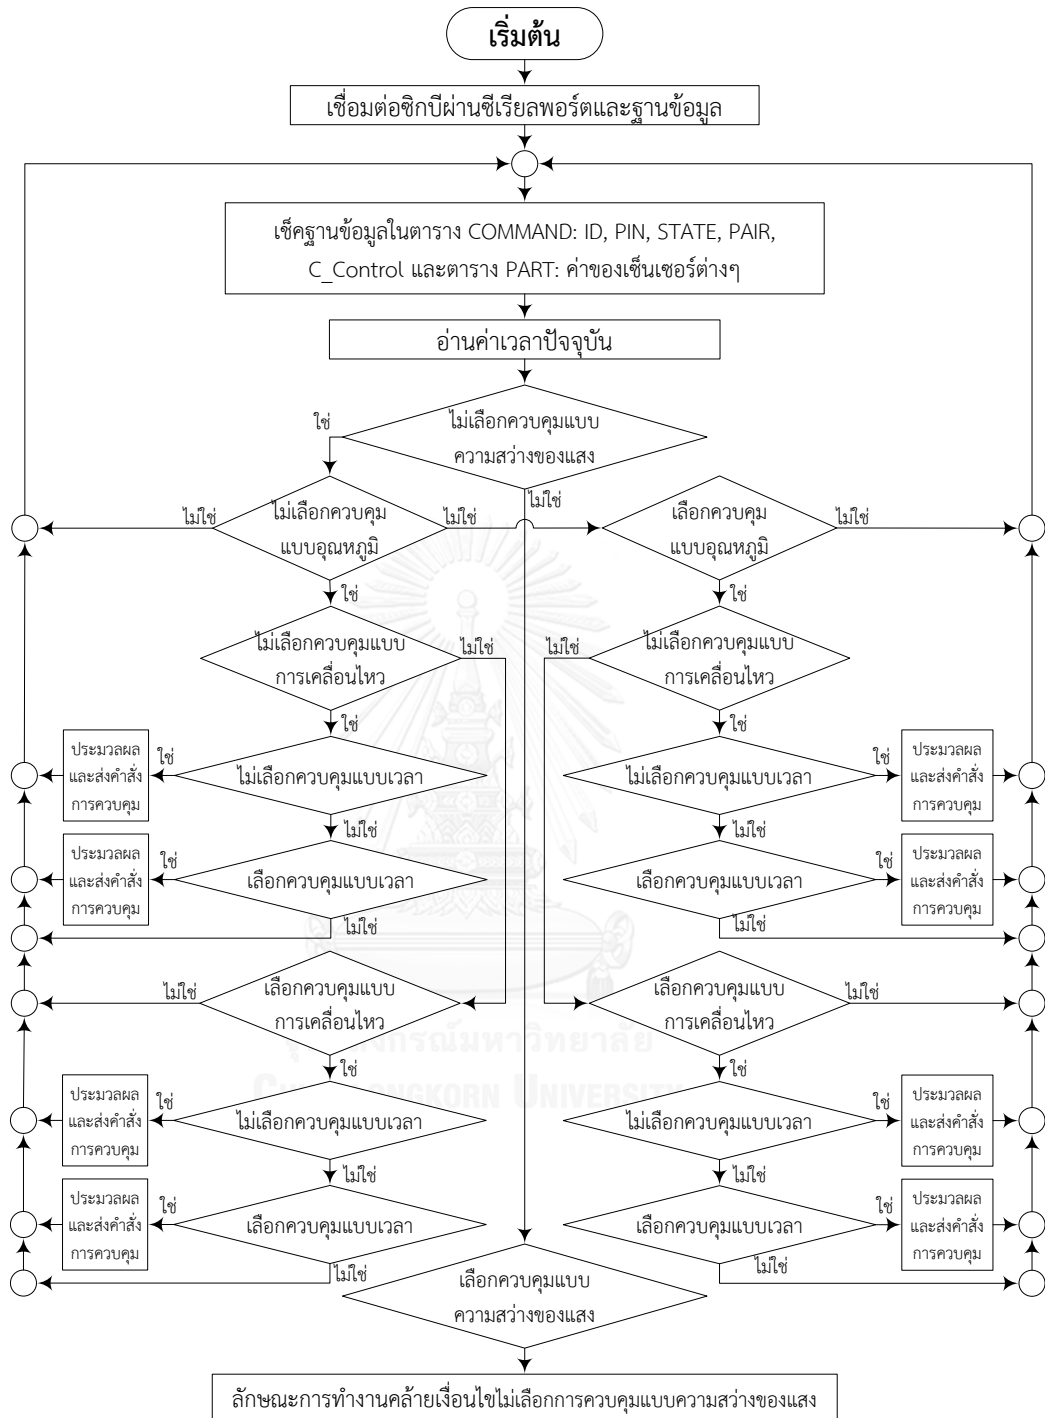 เริ่มต้น
เชื่อมต่อซิกบีผ่านซีเรียลพอร์ตและฐานข้อมูล
เช็คฐานข้อมูลในตาราง COMMAND: ID, PIN, STATE, PAIR,
C_Control และตาราง PART: ค่าของเซ็นเซอร์ต่างๆ
อ่านค่าเวลาปัจจุบัน
ไม่เลือกควบคุมแบบ
ความสว่างของแสง
ใช่
ไม่ใช่
ไม่เลือกควบคุม
แบบอุณหภูมิ
ไม่ใช่
ไม่ใช่
ใช่
เลือกควบคุม
แบบอุณหภูมิ
ไม่ใช่
ใช่
ไม่เลือกควบคุมแบบ
การเคลื่อนไหว
ไม่ใช่
ใช่
ไม่ใช่
ไม่เลือกควบคุมแบบ
การเคลื่อนไหว
ใช่
ประมวลผล
และส่งคำสั่ง
การควบคุม
ใช่
ไม่เลือกควบคุมแบบเวลา
ไม่ใช่
ไม่เลือกควบคุมแบบเวลา
ใช่
ไม่ใช่
ประมวลผล
และส่งคำสั่ง
การควบคุม
ประมวลผล
และส่งคำสั่ง
การควบคุม
ใช่
เลือกควบคุมแบบเวลา
ไม่ใช่
เลือกควบคุมแบบเวลา
ใช่
ไม่ใช่
ประมวลผล
และส่งคำสั่ง
การควบคุม
ไม่ใช่
เลือกควบคุมแบบ
การเคลื่อนไหว
ใช่
เลือกควบคุมแบบ
การเคลื่อนไหว
ไม่ใช่
ใช่
ประมวลผล
และส่งคำสั่ง
การควบคุม
ใช่
ไม่เลือกควบคุมแบบเวลา
ไม่ใช่
ไม่เลือกควบคุมแบบเวลา
ใช่
ไม่ใช่
ประมวลผล
และส่งคำสั่ง
การควบคุม
ประมวลผล
และส่งคำสั่ง
การควบคุม
ใช่
เลือกควบคุมแบบเวลา
ไม่ใช่
เลือกควบคุมแบบเวลา
ใช่
ไม่ใช่
ประมวลผล
และส่งคำสั่ง
การควบคุม
เลือกควบคุมแบบ
ความสว่างของแสง
ลักษณะการทำงานคล้ายเงื่อนไขไม่เลือกการควบคุมแบบความสว่างของแสง
UNIVERSITY